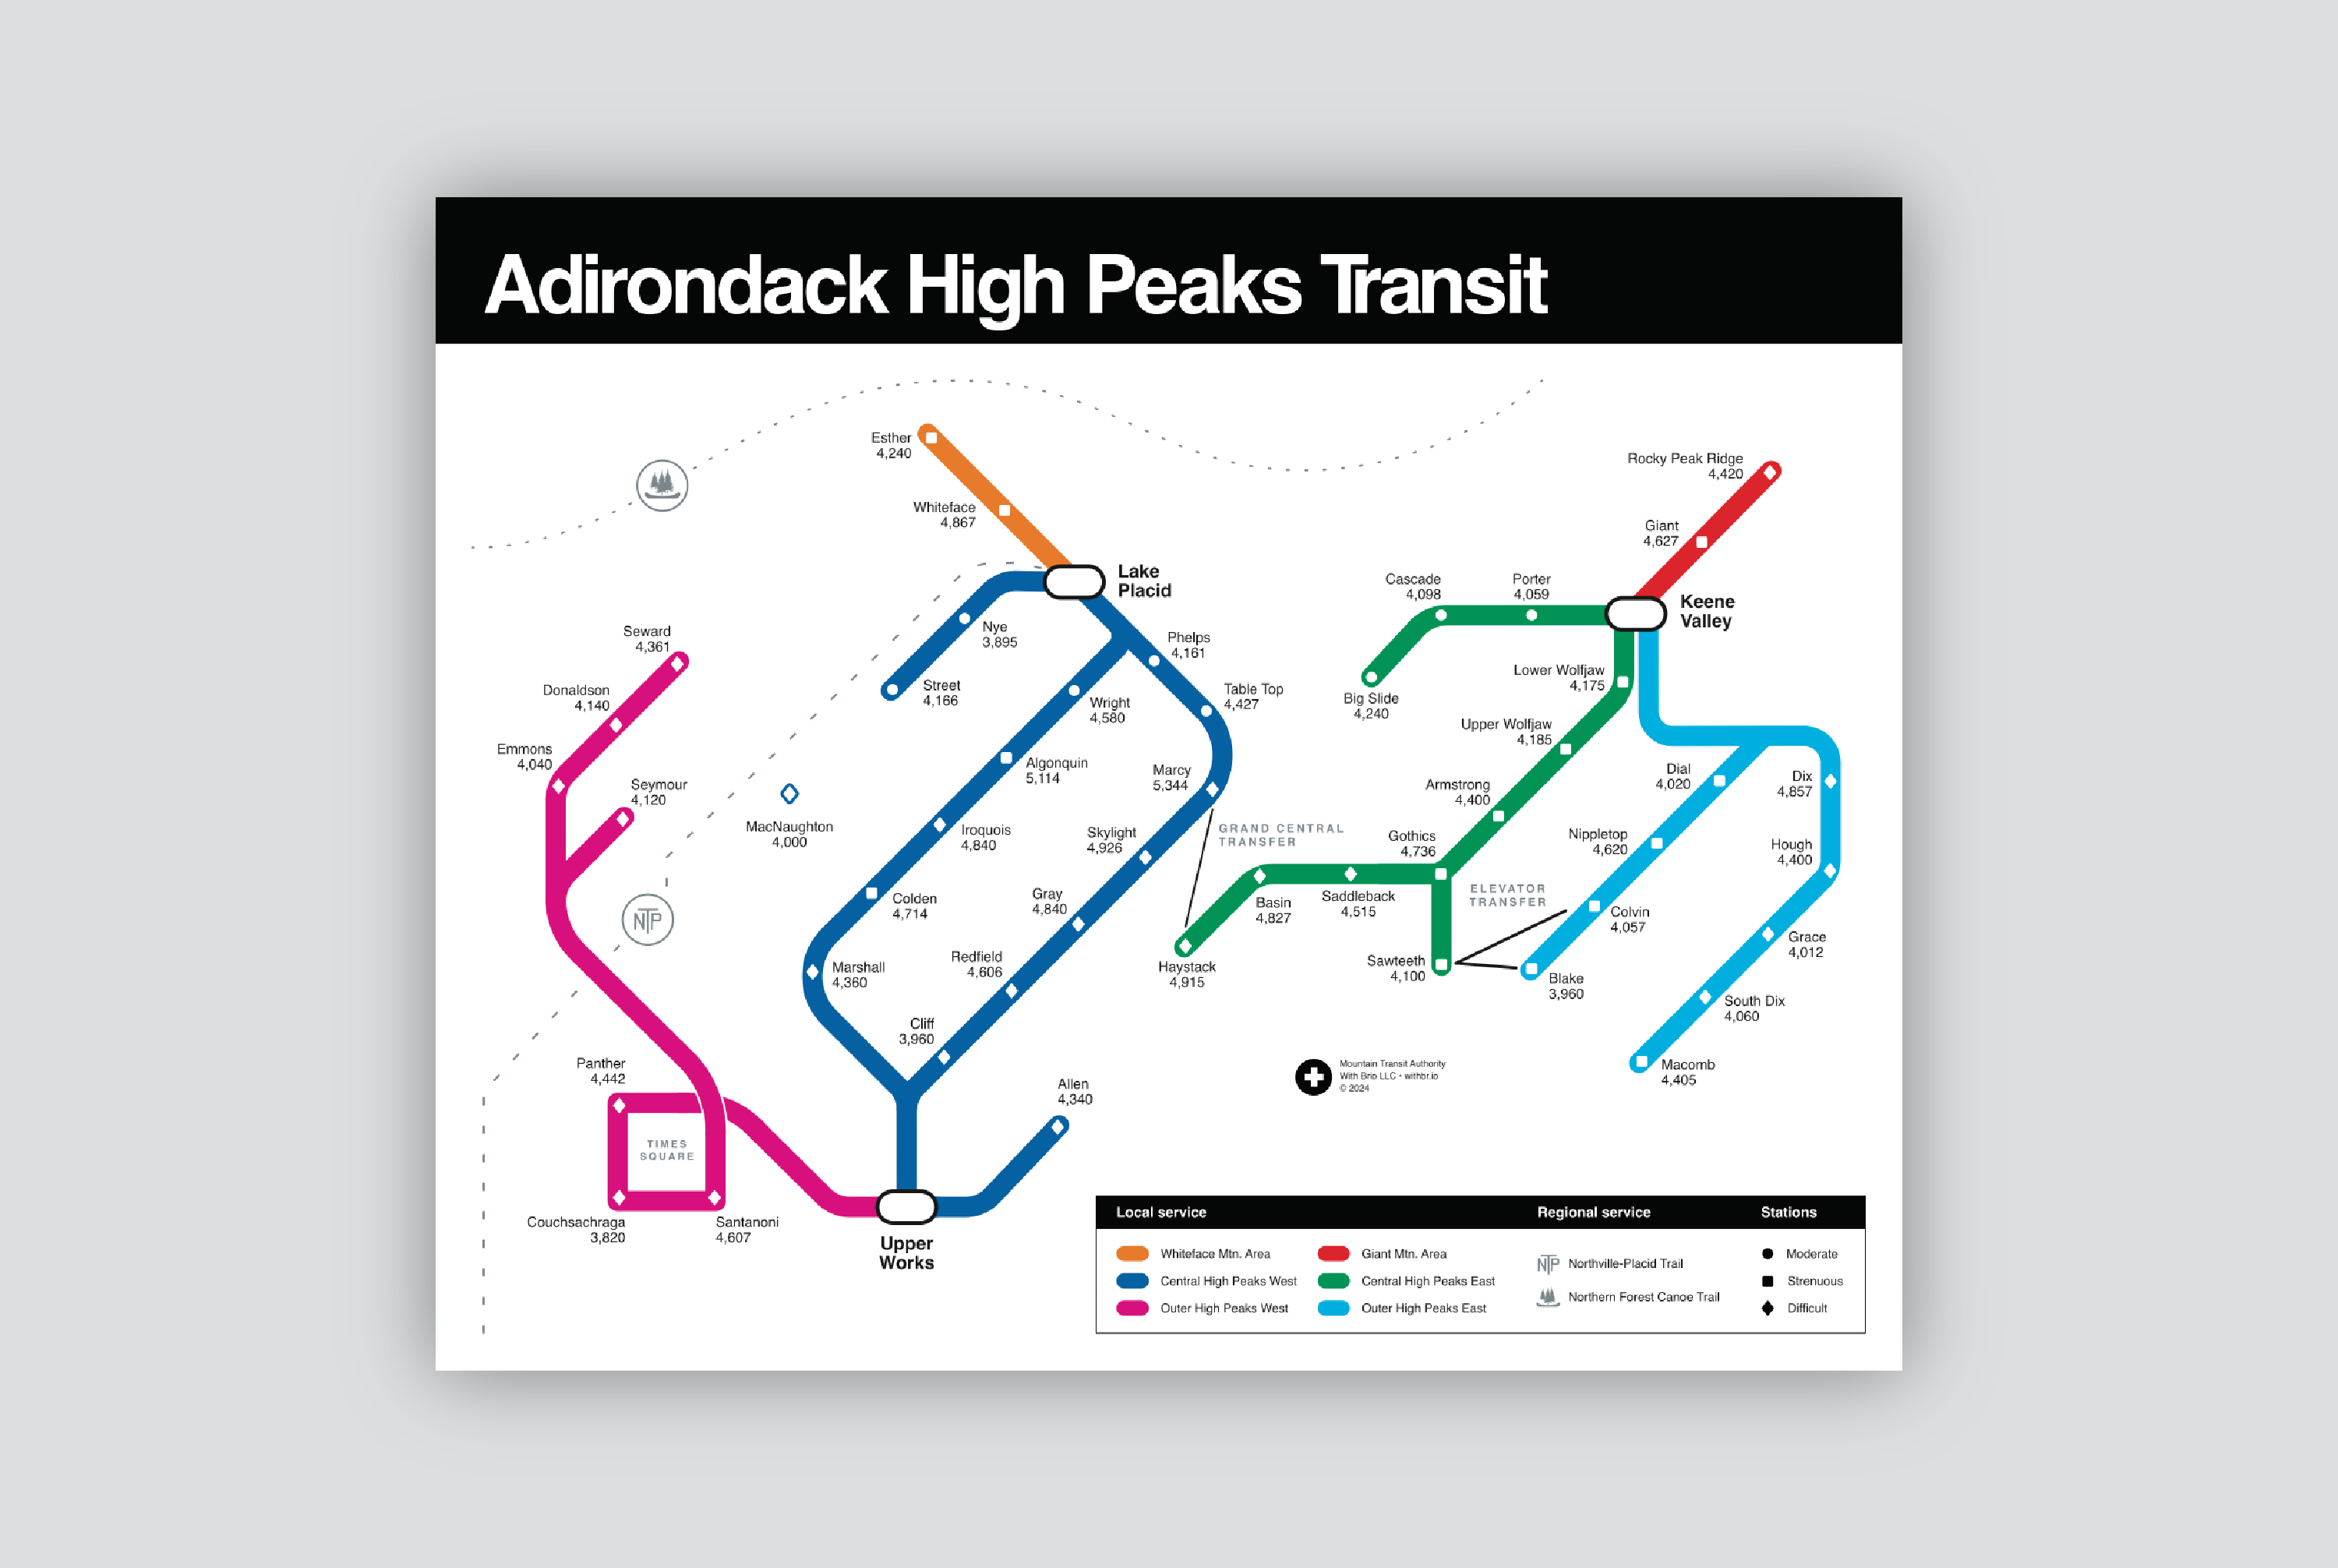 Adirondack High Peaks Transit
Esther
4,240
Whiteface
4,867
Lake
Placid
Rocky Peak Ridge
4,420
Giant
4,627
Keene
Valley
Cascade
4,098
Porter
4,059
Big Slide
4,240
Nye
3,895
Street
4,166
Phelps
4,161
Table Top
4,427
Wright
4,580
Algonquin
5,114
Marcy
5,344
Iroquois
4,840
Skylight
4,926
Colden
4,714
Gray
4,840
Marshall
4,360
Redfield
4,606
Cliff
3,960
Allen
4,340
Upper
Works
MacNaughton
4,000
Seward
4,361
Donaldson
4,140
Emmons
4,040
Seymour
4,120
NTP
Panther
4,442
TIMES
SQUARE
Couchsachraga
3,820
Santanoni
4,607
Lower Wolfjaw
4,175
Upper Wolfjaw
4,185
Armstrong
4,400
Gothics
4,736
GRAND CENTRAL
TRANSFER
Basin
4,827
Saddleback
4,515
Haystack
4,915
Sawteeth
4,100
ELEVATOR
TRANSFER
Dial
4,020
Nippletop
4,620
Colvin
4,057
Blake
3,960
Dix
4,857
Hough
4,400
Grace
4,012
South Dix
4,060
Macomb
4,405
Mountain Transit Authority
With Brio LLC • withbr.io
© 2024
Local service
Whiteface Mtn. Area
Central High Peaks West
Outer High Peaks West
Giant Mtn. Area
Central High Peaks East
Outer High Peaks East
Regional service
NTP Northville-Placid Trail
Northern Forest Canoe Trail
Stations
Moderate
Strenuous
Difficult